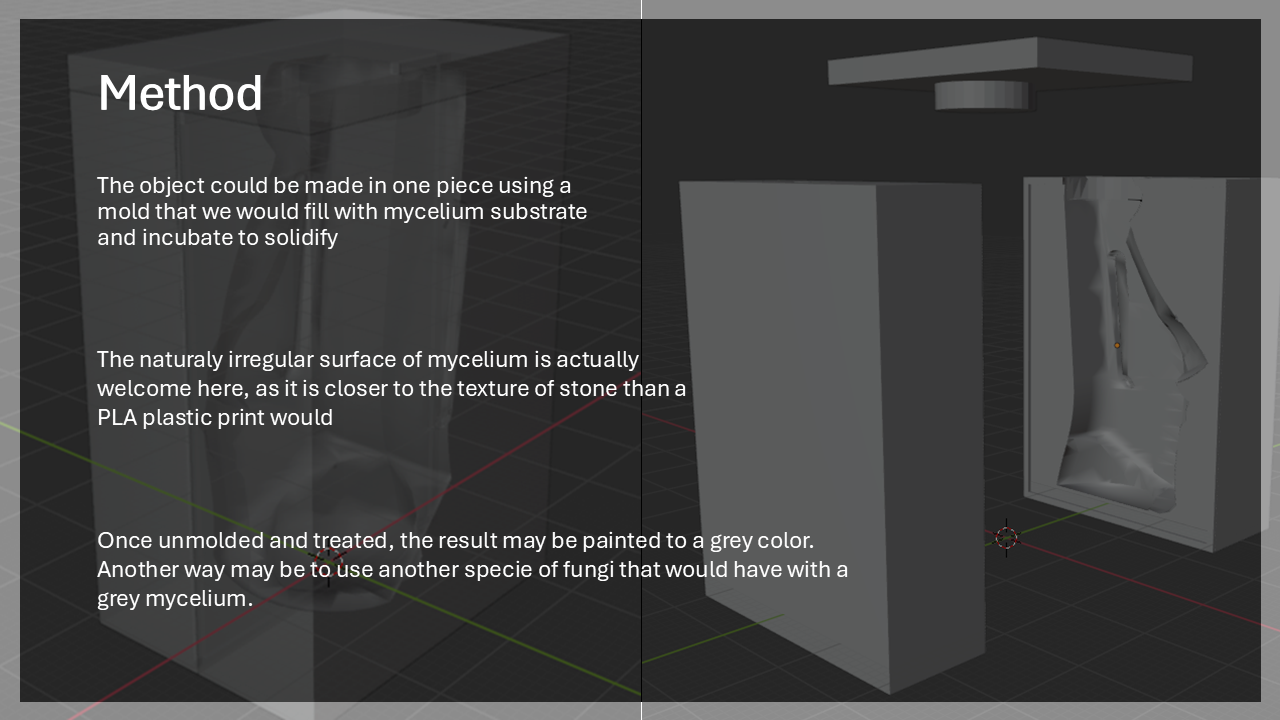 Method
The object could be made in one piece using a
mold that we would fill with mycelium substrate
and incubate to solidify
The naturaly irregular surface of mycelium is actually
welcome here, as it is closer to the texture of stone than a
PLA plastic print would
Once unmolded and treated, the result may be painted to a grey color.
Another way may be to use another specie of fungi that would have with a
grey mycelium.